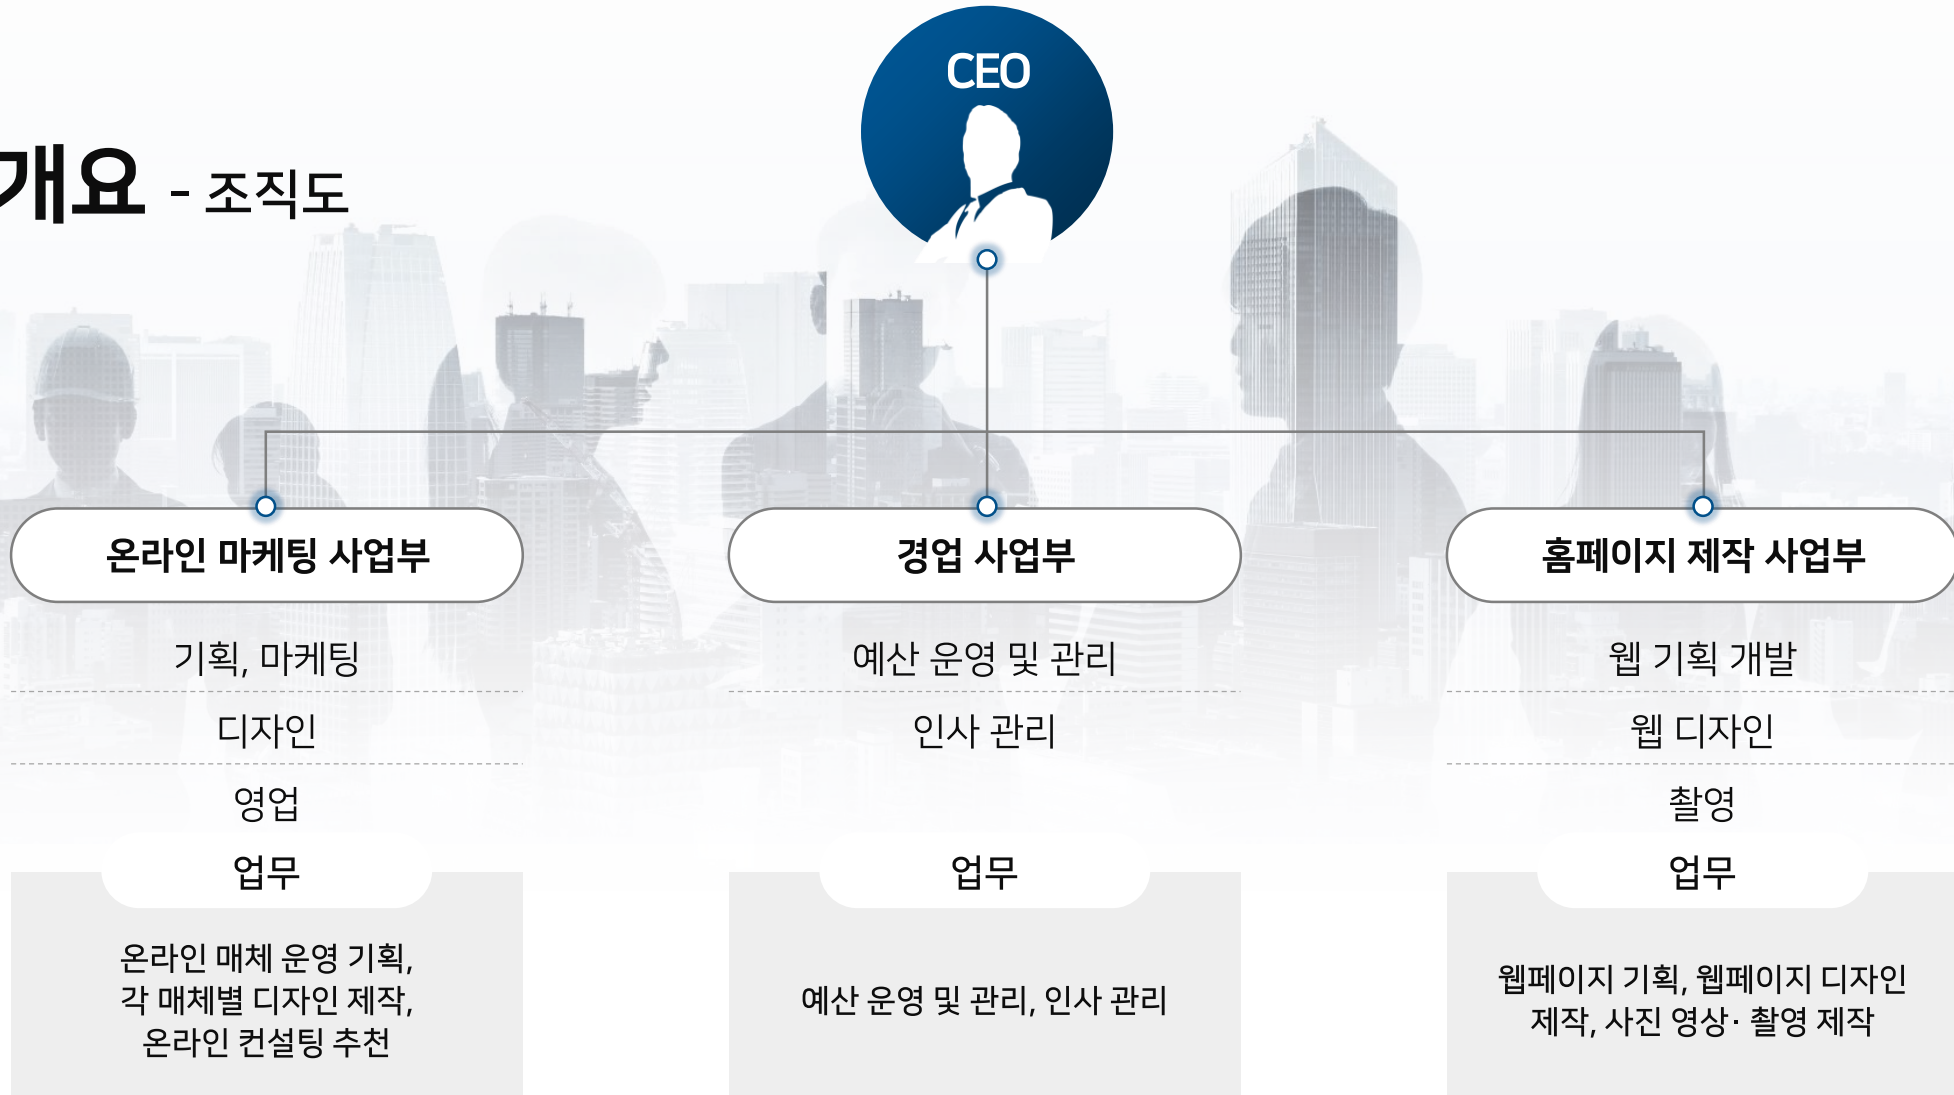 CEO
개요 - 조직도
온라인 마케팅 사업부
기획, 마케팅
디자인
영업
업무
온라인 매체 운영 기획,
각 매체별 디자인 제작,
온라인 컨설팅 추천
경업 사업부
예산 운영 및 관리
인사 관리
업무
예산 운영 및 관리, 인사 관리
홈페이지 제작 사업부
웹 기획 개발
웹 디자인
촬영
업무
웹페이지 기획, 웹페이지 디자인
제작, 사진 영상· 촬영 제작